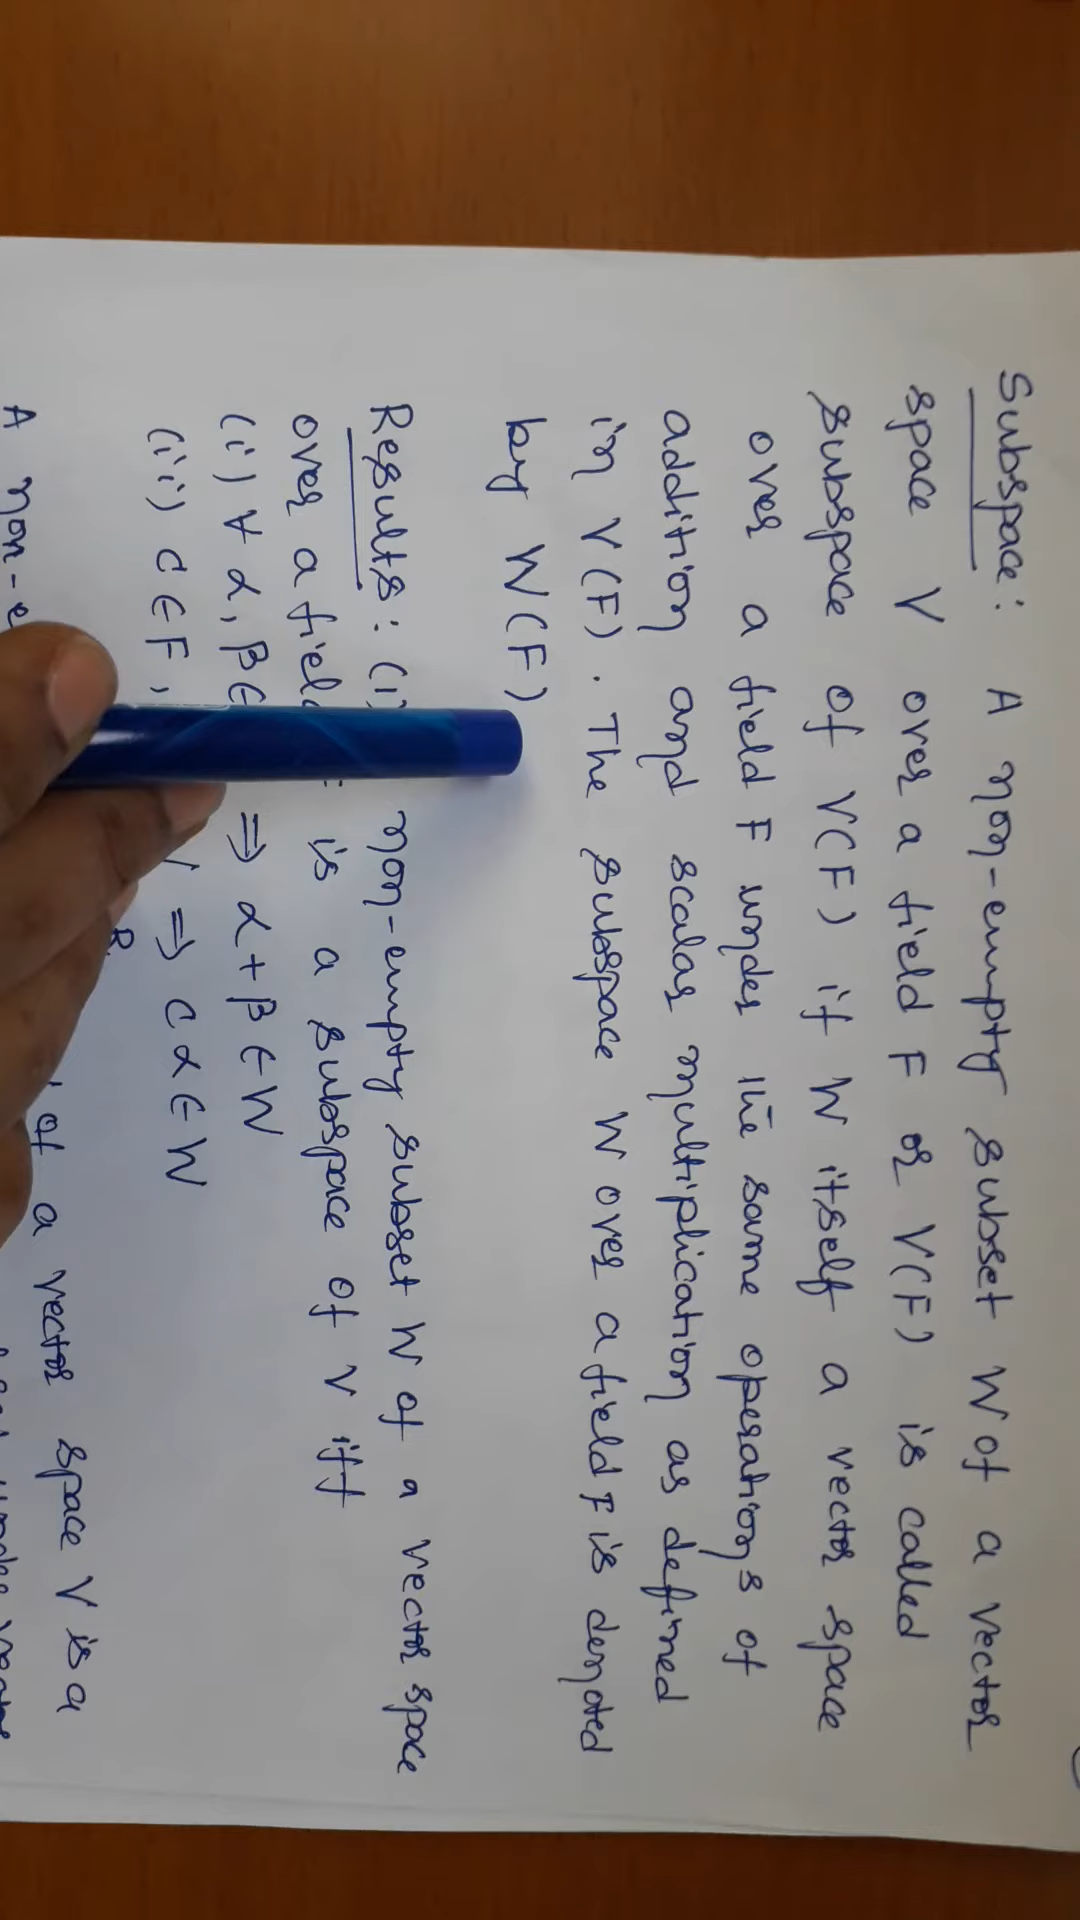 Subspace: A non-empty subset W of a vector
space V over a field F or V(F) is called
subspace of V(F) if W itself a vector space
over a field F under the same operations of
addition and scalar multiplication as defined
in V(F). The subspace W over a field F is denoted
by W(F)
Results: (1) non-empty subset W of a vector space
over a field is a subspace of V iff
(i) ∀ α, β ∈ ⇒ α + β ∈ W
(ii) c ∈ F, ⇒ c α ∈ W
A non-e of a vector space V is a